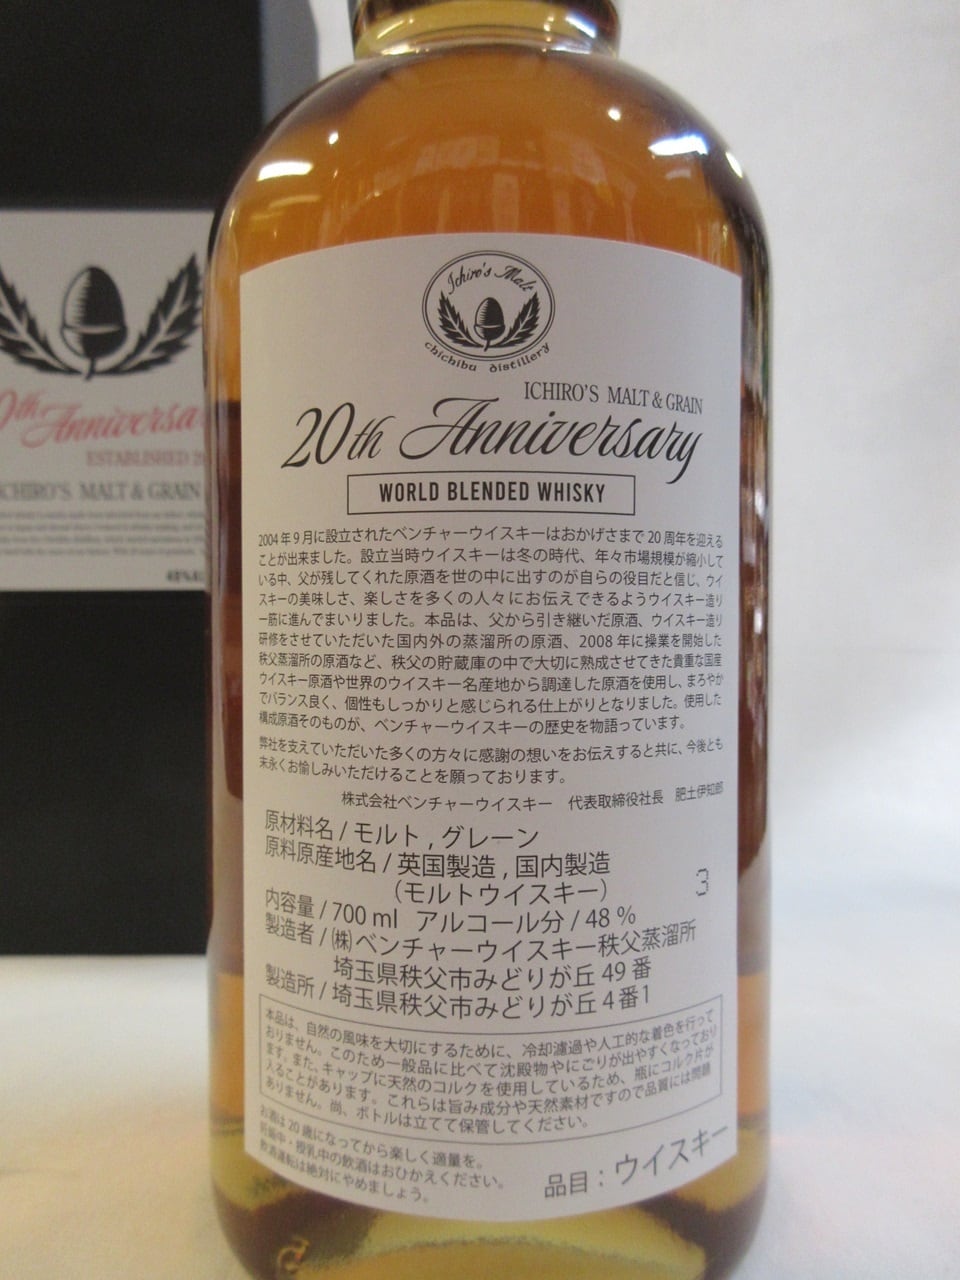 Ichiro's Malt
chichibu distillery
ICHIRO'S MALT & GRAIN
20th Anniversary
WORLD BLENDED WHISKY
2004年9月に設立されたベンチャーウイスキーはおかげさまで20周年を迎える
ことが出来ました。設立当時ウイスキーは冬の時代、年々市場規模が縮小して
いる中、父が残してくれた原酒を世の中に出すのが自らの役目だと信じ、ウイ
スキーの美味しさ、楽しさを多くの人々にお伝えできるようウイスキー造り
一筋に進んでまいりました。本品は、父から引き継いだ原酒、ウイスキー造り
研修をさせていただいた国内外の蒸溜所の原酒、2008年に操業を開始した
秩父蒸溜所の原酒など、秩父の貯蔵庫の中で大切に熟成させてきた貴重な国産
ウイスキー原酒や世界のウイスキー名産地から調達した原酒を使用し、まろやか
でバランス良く、個性もしっかりと感じられる仕上がりとなりました。使用した
構成原酒そのものが、ベンチャーウイスキーの歴史を物語っています。
弊社を支えていただいた多くの方々に感謝の想いをお伝えすると共に、今後とも
末永くお愉しみいただけることを願っております。
株式会社ベンチャーウイスキー 代表取締役社長 肥土伊知郎
原材料名 / モルト , グレーン
原料原産地名 / 英国製造 , 国内製造
(モルトウイスキー)
3
内容量 / 700 ml アルコール分 / 48 %
製造者 / ㈱ベンチャーウイスキー秩父蒸溜所
埼玉県秩父市みどりが丘 49 番
製造所 / 埼玉県秩父市みどりが丘 4 番1
本品は、自然の風味を大切にするために、冷却濾過や人工的な着色を行って
おりません。このため一般品に比べて沈殿物やにごりが出やすくなっており
ます。また、キャップに天然のコルクを使用しているため、瓶にコルク片が
入ることがあります。これらは旨み成分や天然素材ですので品質には問題
ありません。尚、ボトルは立てて保管してください。
お酒は20歳になってから楽しく適量を。
妊娠中・授乳中の飲酒はおひかえください。
飲酒運転は絶対にやめましょう。
品目：ウイスキー
0th Anniversa
ESTABLISHED 20
ICHIRO'S MALT & GRAIN